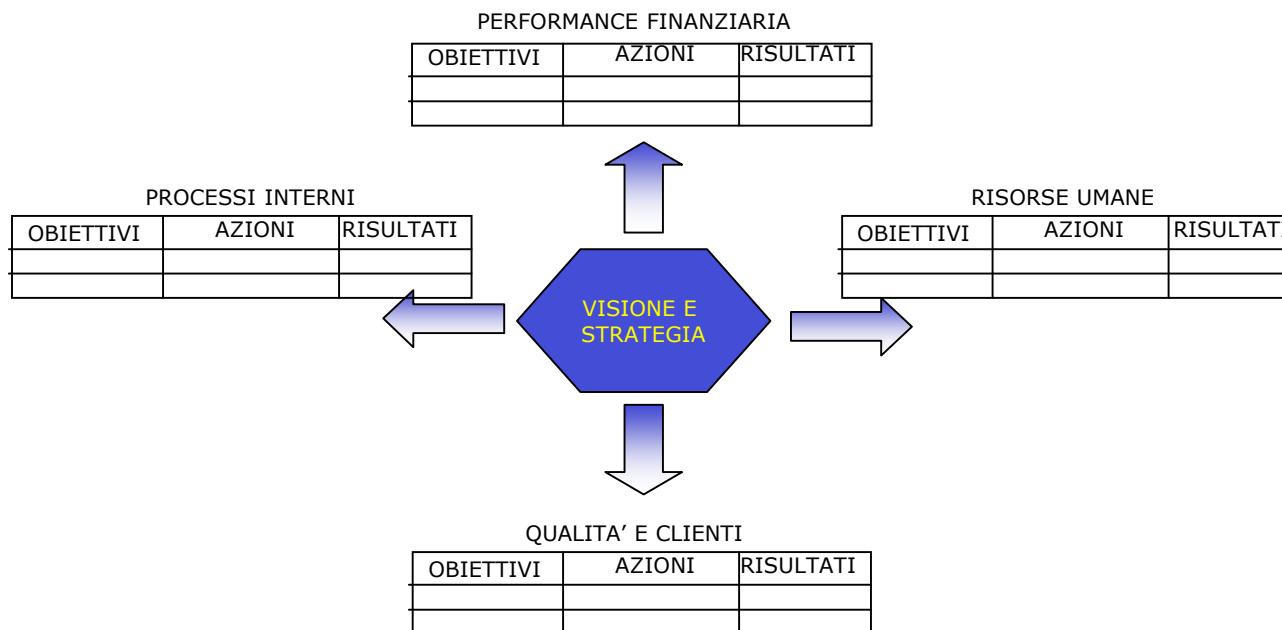 PERFORMANCE FINANZIARIA
OBIETTIVI AZIONI RISULTATI
PROCESSI INTERNI
OBIETTIVI AZIONI RISULTATI
RISORSE UMANE
OBIETTIVI AZIONI RISULTATI
VISIONE E
STRATEGIA
QUALITA’ E CLIENTI
OBIETTIVI AZIONI RISULTATI